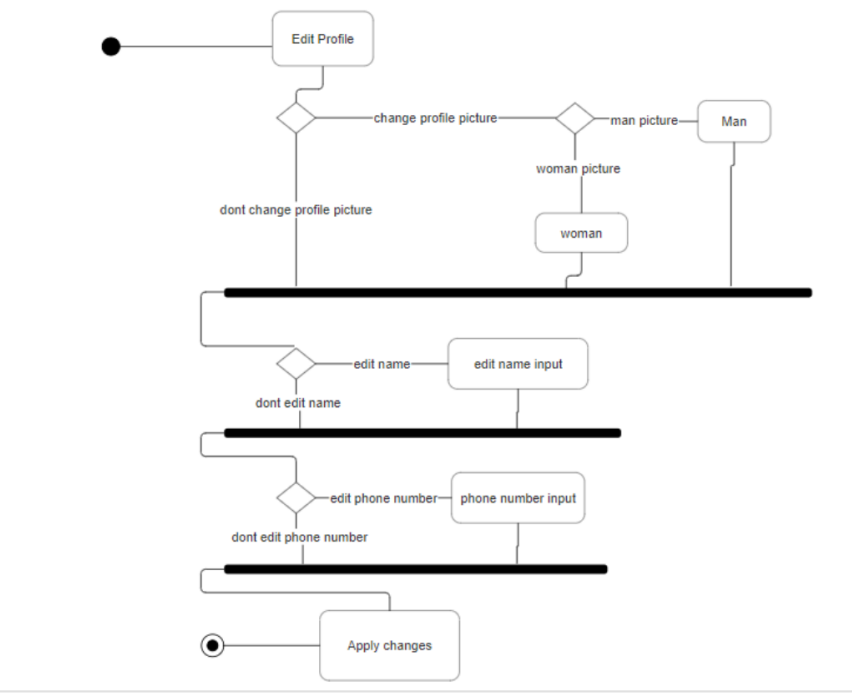 Edit Profile
change profile picture
man picture
Man
woman picture
dont change profile picture
woman
edit name
edit name input
dont edit name
edit phone number
phone number input
dont edit phone number
Apply changes